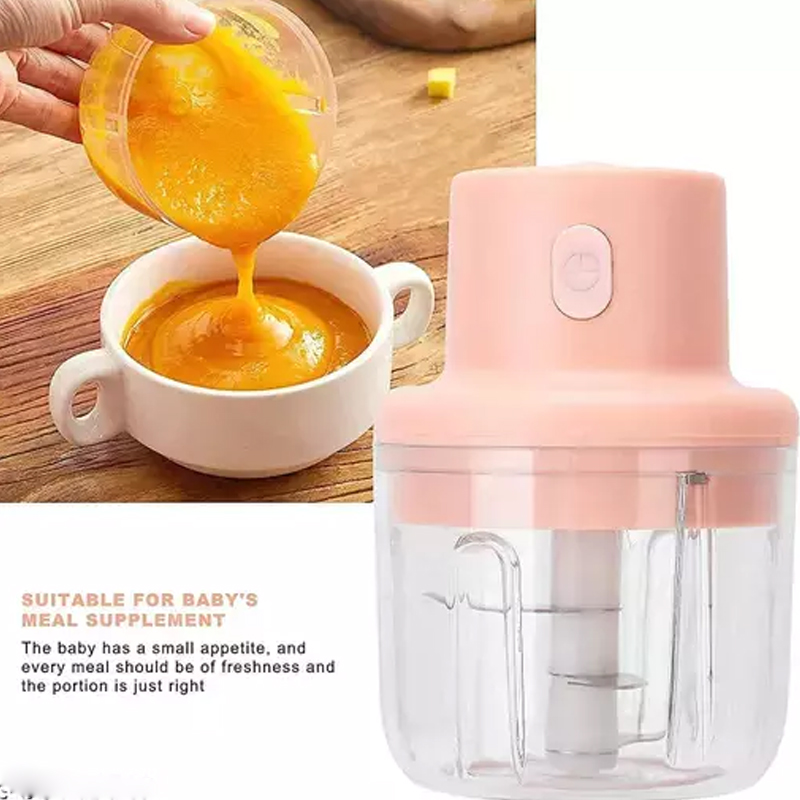 SUITABLE FOR BABY'S
MEAL SUPPLEMENT
The baby has a small appetite, and
every meal should be of freshness and
the portion is just right